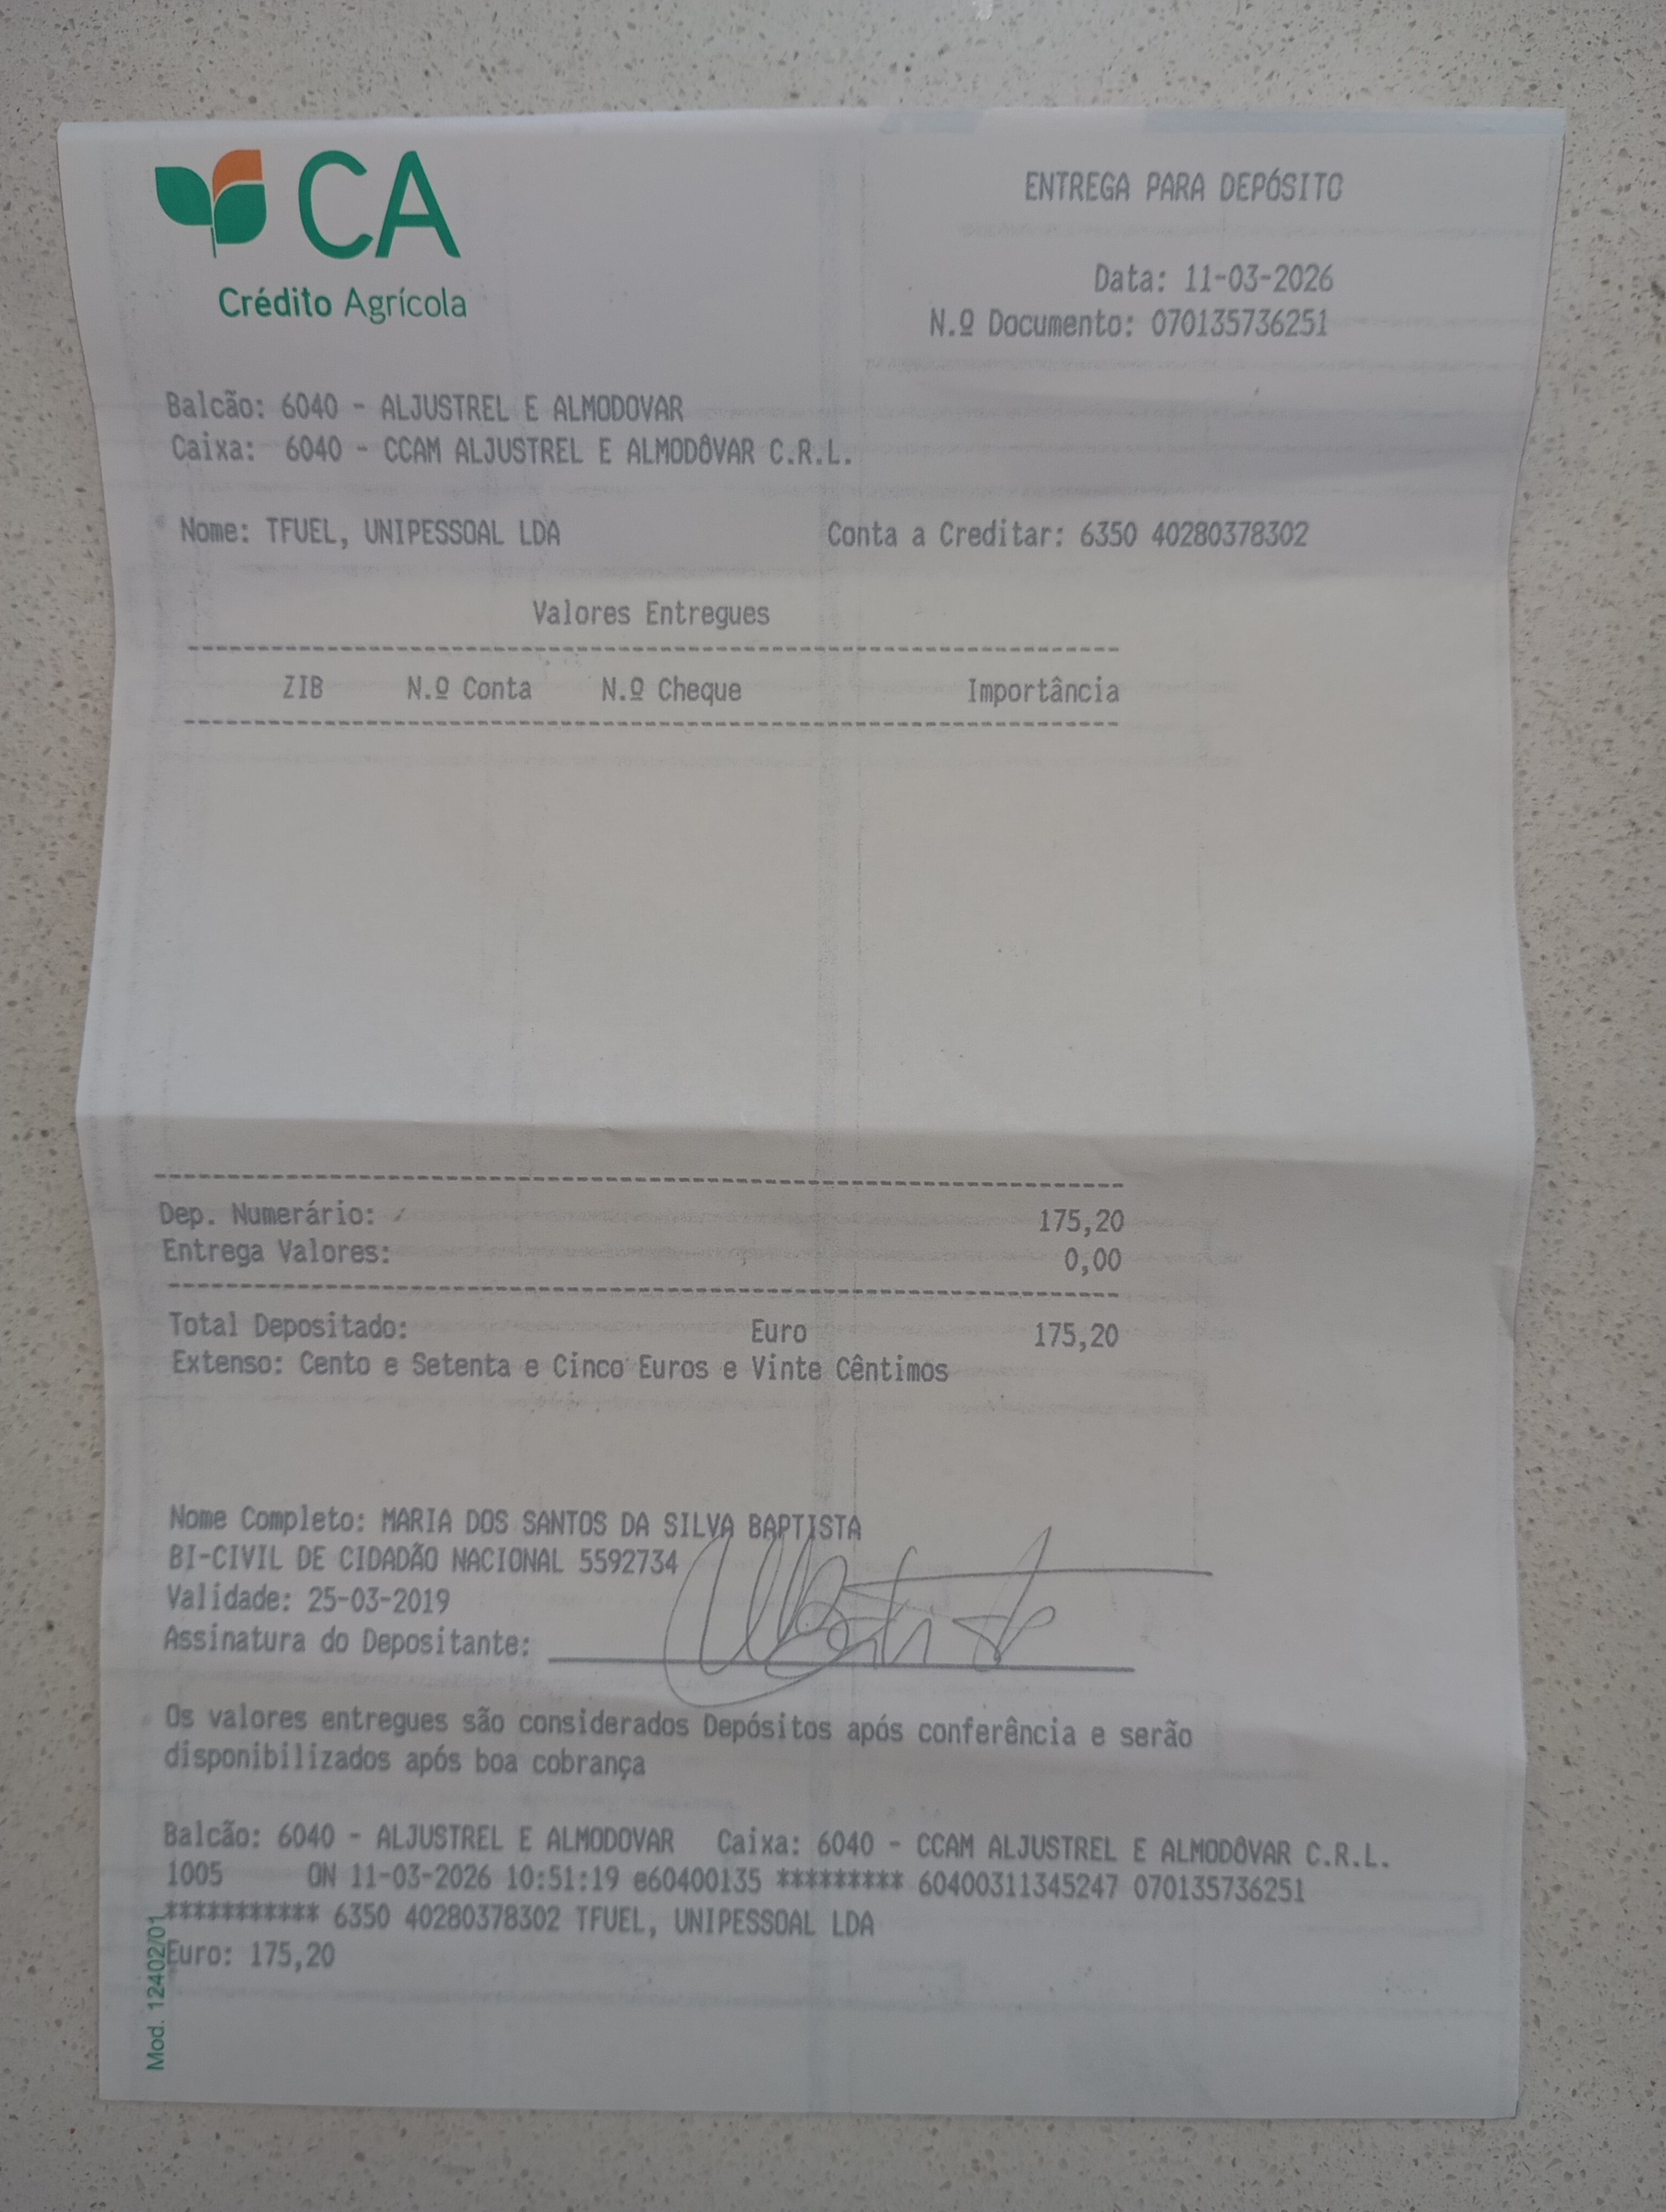 CA
Crédito Agrícola
ENTREGA PARA DEPÓSITO
Data: 11-03-2026
N.º Documento: 070135736251
Balcão: 6040 - ALJUSTREL E ALMODOVAR
Caixa: 6040 - CCAM ALJUSTREL E ALMODÔVAR C.R.L.
Nome: TFUEL, UNIPESSOAL LDA Conta a Creditar: 6350 40280378302
Valores Entregues
ZIB N.º Conta N.º Cheque Importância
Dep. Numerário: 175,20
Entrega Valores: 0,00
Total Depositado: Euro 175,20
Extenso: Cento e Setenta e Cinco Euros e Vinte Cêntimos
Nome Completo: MARIA DOS SANTOS DA SILVA BAPTISTA
BI-CIVIL DE CIDADÃO NACIONAL 5592734
Validade: 25-03-2019
Assinatura do Depositante:
Os valores entregues são considerados Depósitos após conferência e serão
disponibilizados após boa cobrança
Balcão: 6040 - ALJUSTREL E ALMODOVAR Caixa: 6040 - CCAM ALJUSTREL E ALMODÔVAR C.R.L.
1005 ON 11-03-2026 10:51:19 e60400135 ********* 60400311345247 070135736251
*********** 6350 40280378302 TFUEL, UNIPESSOAL LDA
Euro: 175,20
Mod. 12402/01